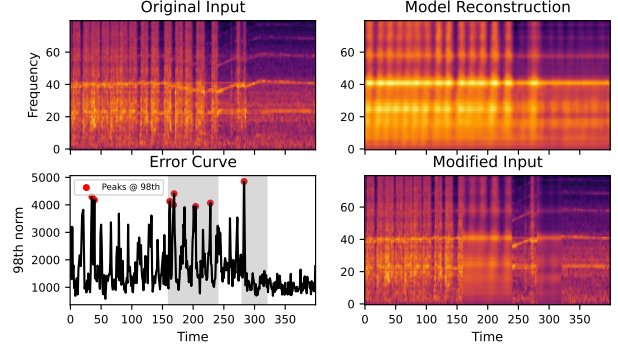 Original Input
Model Reconstruction
Frequency
60
40
20
0
60
40
20
0
Error Curve
Modified Input
98th norm
5000
4000
3000
2000
1000
Peaks @ 98th
60
40
20
0
0 50 100 150 200 250 300 350
0 50 100 150 200 250 300 350
Time
Time